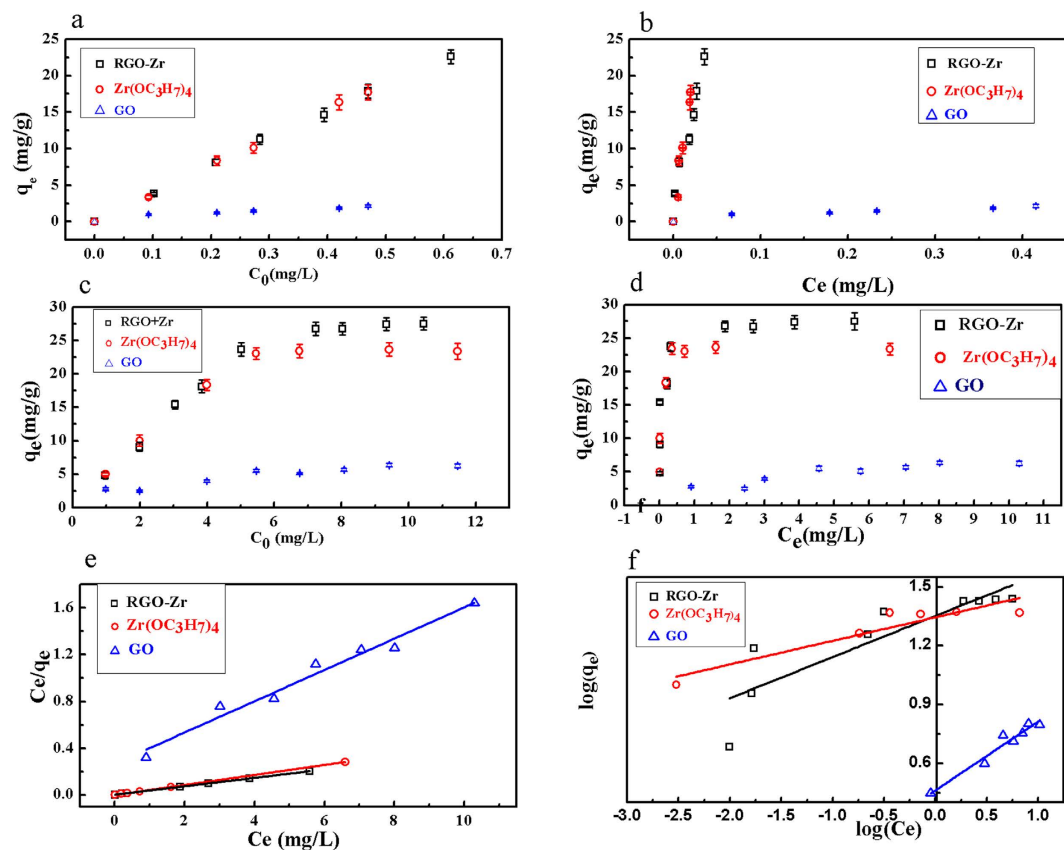 a
25
20
15
10
5
0
q_e (mg/g)
RGO-Zr
Zr(OC₃H₇)₄
GO
0.0 0.1 0.2 0.3 0.4 0.5 0.6 0.7
C₀(mg/L)
b
25
20
15
10
5
0
q_e(mg/g)
RGO-Zr
Zr(OC₃H₇)₄
GO
0.0 0.1 0.2 0.3 0.4
Ce (mg/L)
c
30
25
20
15
10
5
0
q_e(mg/g)
RGO+Zr
Zr(OC₃H₇)₄
GO
0 2 4 6 8 10 12
C₀ (mg/L)
d
30
25
20
15
10
5
0
q_e(mg/g)
RGO-Zr
Zr(OC₃H₇)₄
GO
f
-1 0 1 2 3 4 5 6 7 8 9 10 11
C_e(mg/L)
e
1.6
1.2
0.8
0.4
0.0
Ce/q_e
RGO-Zr
Zr(OC₃H₇)₄
GO
0 2 4 6 8 10
Ce (mg/L)
f
1.5
1.2
0.9
0.6
log(q_e)
RGO-Zr
Zr(OC₃H₇)₄
GO
-3.0 -2.5 -2.0 -1.5 -1.0 -0.5 0.0 0.5 1.0
log(Ce)